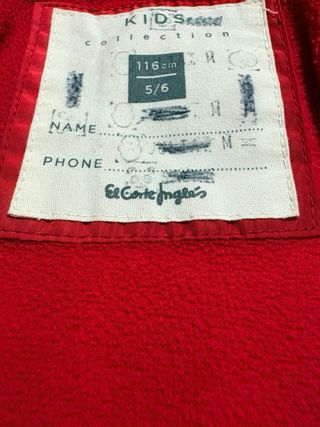 KIDS
collection
116 cm
5/6
NAME
PHONE
El Corte Inglés